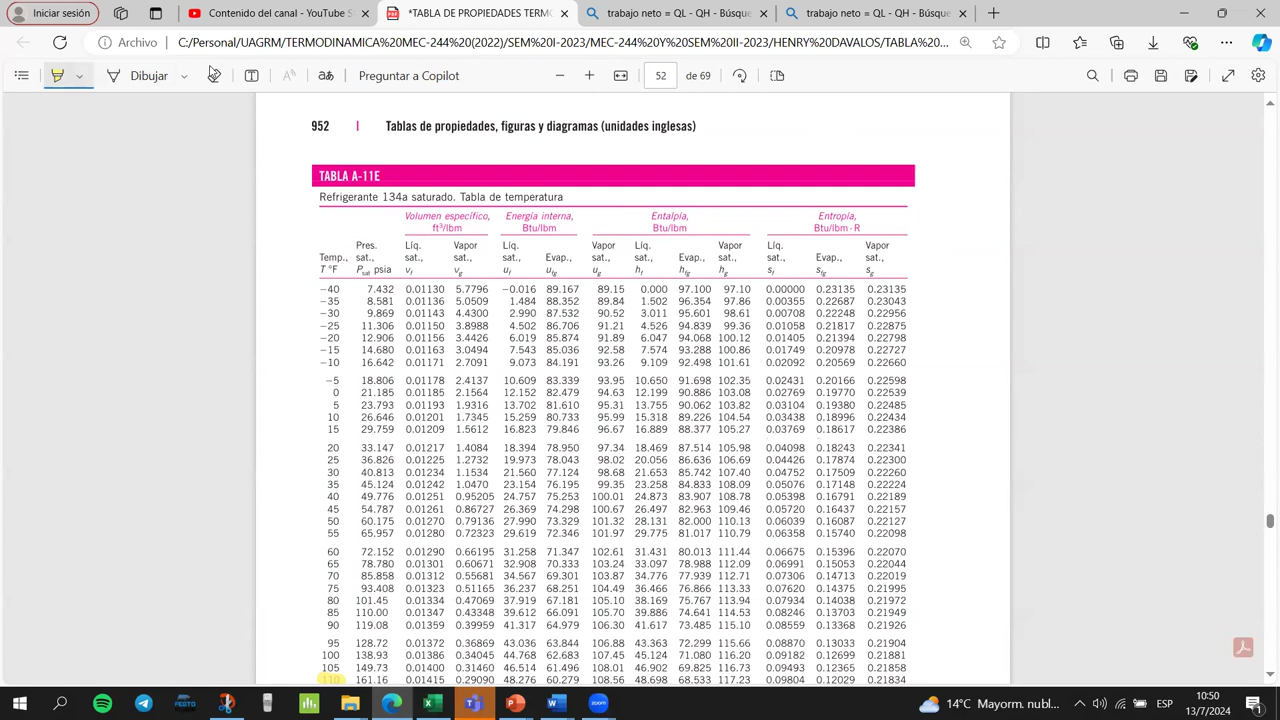 Iniciar sesión
Contenido del canal - YouTube S
*TABLA DE PROPIEDADES TERM
trabajo neto = QL - QH - Búsque
trabajo neto = QL - QH - Búsque
Archivo
C:/Personal/UAGRM/TERMODINAMICA%20MEC-244%20(2022)/SEM%20I-2023/MEC-244%20Y%20SEM%20II-2023/HENRY%20DAVALOS/TABLA%20...
Dibujar
Preguntar a Copilot
52
de 69
952 | Tablas de propiedades, figuras y diagramas (unidades inglesas)
TABLA A-11E
Refrigerante 134a saturado. Tabla de temperatura
Volumen específico, Energía interna, Entalpía, Entropía,
ft³/lbm Btu/lbm Btu/lbm Btu/lbm · R
Pres. Líq. Vapor Líq. Vapor Líq. Vapor Líq. Vapor
Temp., sat., sat., sat., sat., Evap., sat., sat., Evap., sat., sat., Evap., sat.,
T °F Psat psia vf vg uf ufg ug hf hfg hg sf sfg sg
−40 7.432 0.01130 5.7796 −0.016 89.167 89.15 0.000 97.100 97.10 0.00000 0.23135 0.23135
−35 8.581 0.01136 5.0509 1.484 88.352 89.84 1.502 96.354 97.86 0.00355 0.22687 0.23043
−30 9.869 0.01143 4.4300 2.990 87.532 90.52 3.011 95.601 98.61 0.00708 0.22248 0.22956
−25 11.306 0.01150 3.8988 4.502 86.706 91.21 4.526 94.839 99.36 0.01058 0.21817 0.22875
−20 12.906 0.01156 3.4426 6.019 85.874 91.89 6.047 94.068 100.12 0.01405 0.21394 0.22798
−15 14.680 0.01163 3.0494 7.543 85.036 92.58 7.574 93.288 100.86 0.01749 0.20978 0.22727
−10 16.642 0.01171 2.7091 9.073 84.191 93.26 9.109 92.498 101.61 0.02092 0.20569 0.22660
−5 18.806 0.01178 2.4137 10.609 83.339 93.95 10.650 91.698 102.35 0.02431 0.20166 0.22598
0 21.185 0.01185 2.1564 12.152 82.479 94.63 12.199 90.886 103.08 0.02769 0.19770 0.22539
5 23.793 0.01193 1.9316 13.702 81.610 95.31 13.755 90.062 103.82 0.03104 0.19380 0.22485
10 26.646 0.01201 1.7345 15.259 80.733 95.99 15.318 89.226 104.54 0.03438 0.18996 0.22434
15 29.759 0.01209 1.5612 16.823 79.846 96.67 16.889 88.377 105.27 0.03769 0.18617 0.22386
20 33.147 0.01217 1.4084 18.394 78.950 97.34 18.469 87.514 105.98 0.04098 0.18243 0.22341
25 36.826 0.01225 1.2732 19.973 78.043 98.02 20.056 86.636 106.69 0.04426 0.17874 0.22300
30 40.813 0.01234 1.1534 21.560 77.124 98.68 21.653 85.742 107.40 0.04752 0.17509 0.22260
35 45.124 0.01242 1.0470 23.154 76.195 99.35 23.258 84.833 108.09 0.05076 0.17148 0.22224
40 49.776 0.01251 0.95205 24.757 75.253 100.01 24.873 83.907 108.78 0.05398 0.16791 0.22189
45 54.787 0.01261 0.86727 26.369 74.298 100.67 26.497 82.963 109.46 0.05720 0.16437 0.22157
50 60.175 0.01270 0.79136 27.990 73.329 101.32 28.131 82.000 110.13 0.06039 0.16087 0.22127
55 65.957 0.01280 0.72323 29.619 72.346 101.97 29.775 81.017 110.79 0.06358 0.15740 0.22098
60 72.152 0.01290 0.66195 31.258 71.347 102.61 31.431 80.013 111.44 0.06675 0.15396 0.22070
65 78.780 0.01301 0.60671 32.908 70.333 103.24 33.097 78.988 112.09 0.06991 0.15053 0.22044
70 85.858 0.01312 0.55681 34.567 69.301 103.87 34.776 77.939 112.71 0.07306 0.14713 0.22019
75 93.408 0.01323 0.51165 36.237 68.251 104.49 36.466 76.866 113.33 0.07620 0.14375 0.21995
80 101.45 0.01334 0.47069 37.919 67.181 105.10 38.169 75.767 113.94 0.07934 0.14038 0.21972
85 110.00 0.01347 0.43348 39.612 66.091 105.70 39.886 74.641 114.53 0.08246 0.13703 0.21949
90 119.08 0.01359 0.39959 41.317 64.979 106.30 41.617 73.485 115.10 0.08559 0.13368 0.21926
95 128.72 0.01372 0.36869 43.036 63.844 106.88 43.363 72.299 115.66 0.08870 0.13033 0.21904
100 138.93 0.01386 0.34045 44.768 62.683 107.45 45.124 71.080 116.20 0.09182 0.12699 0.21881
105 149.73 0.01400 0.31460 46.514 61.496 108.01 46.902 69.825 116.73 0.09493 0.12365 0.21858
110 161.16 0.01415 0.29090 48.276 60.279 108.56 48.698 68.533 117.23 0.09804 0.12029 0.21834
14°C Mayorm. nubl...
ESP
10:50
13/7/2024